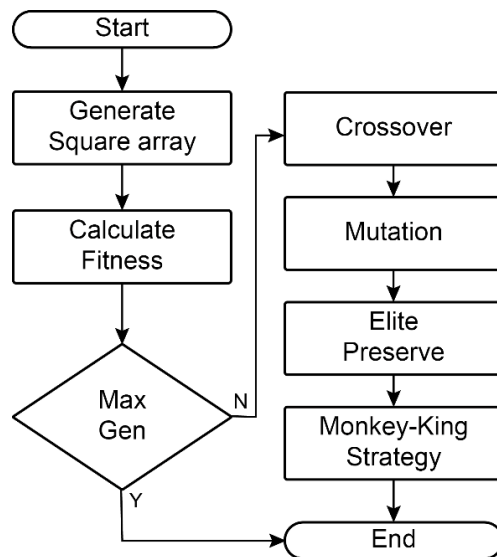 Start
Generate
Square array
Calculate
Fitness
Max
Gen
N
Y
Crossover
Mutation
Elite
Preserve
Monkey-King
Strategy
End